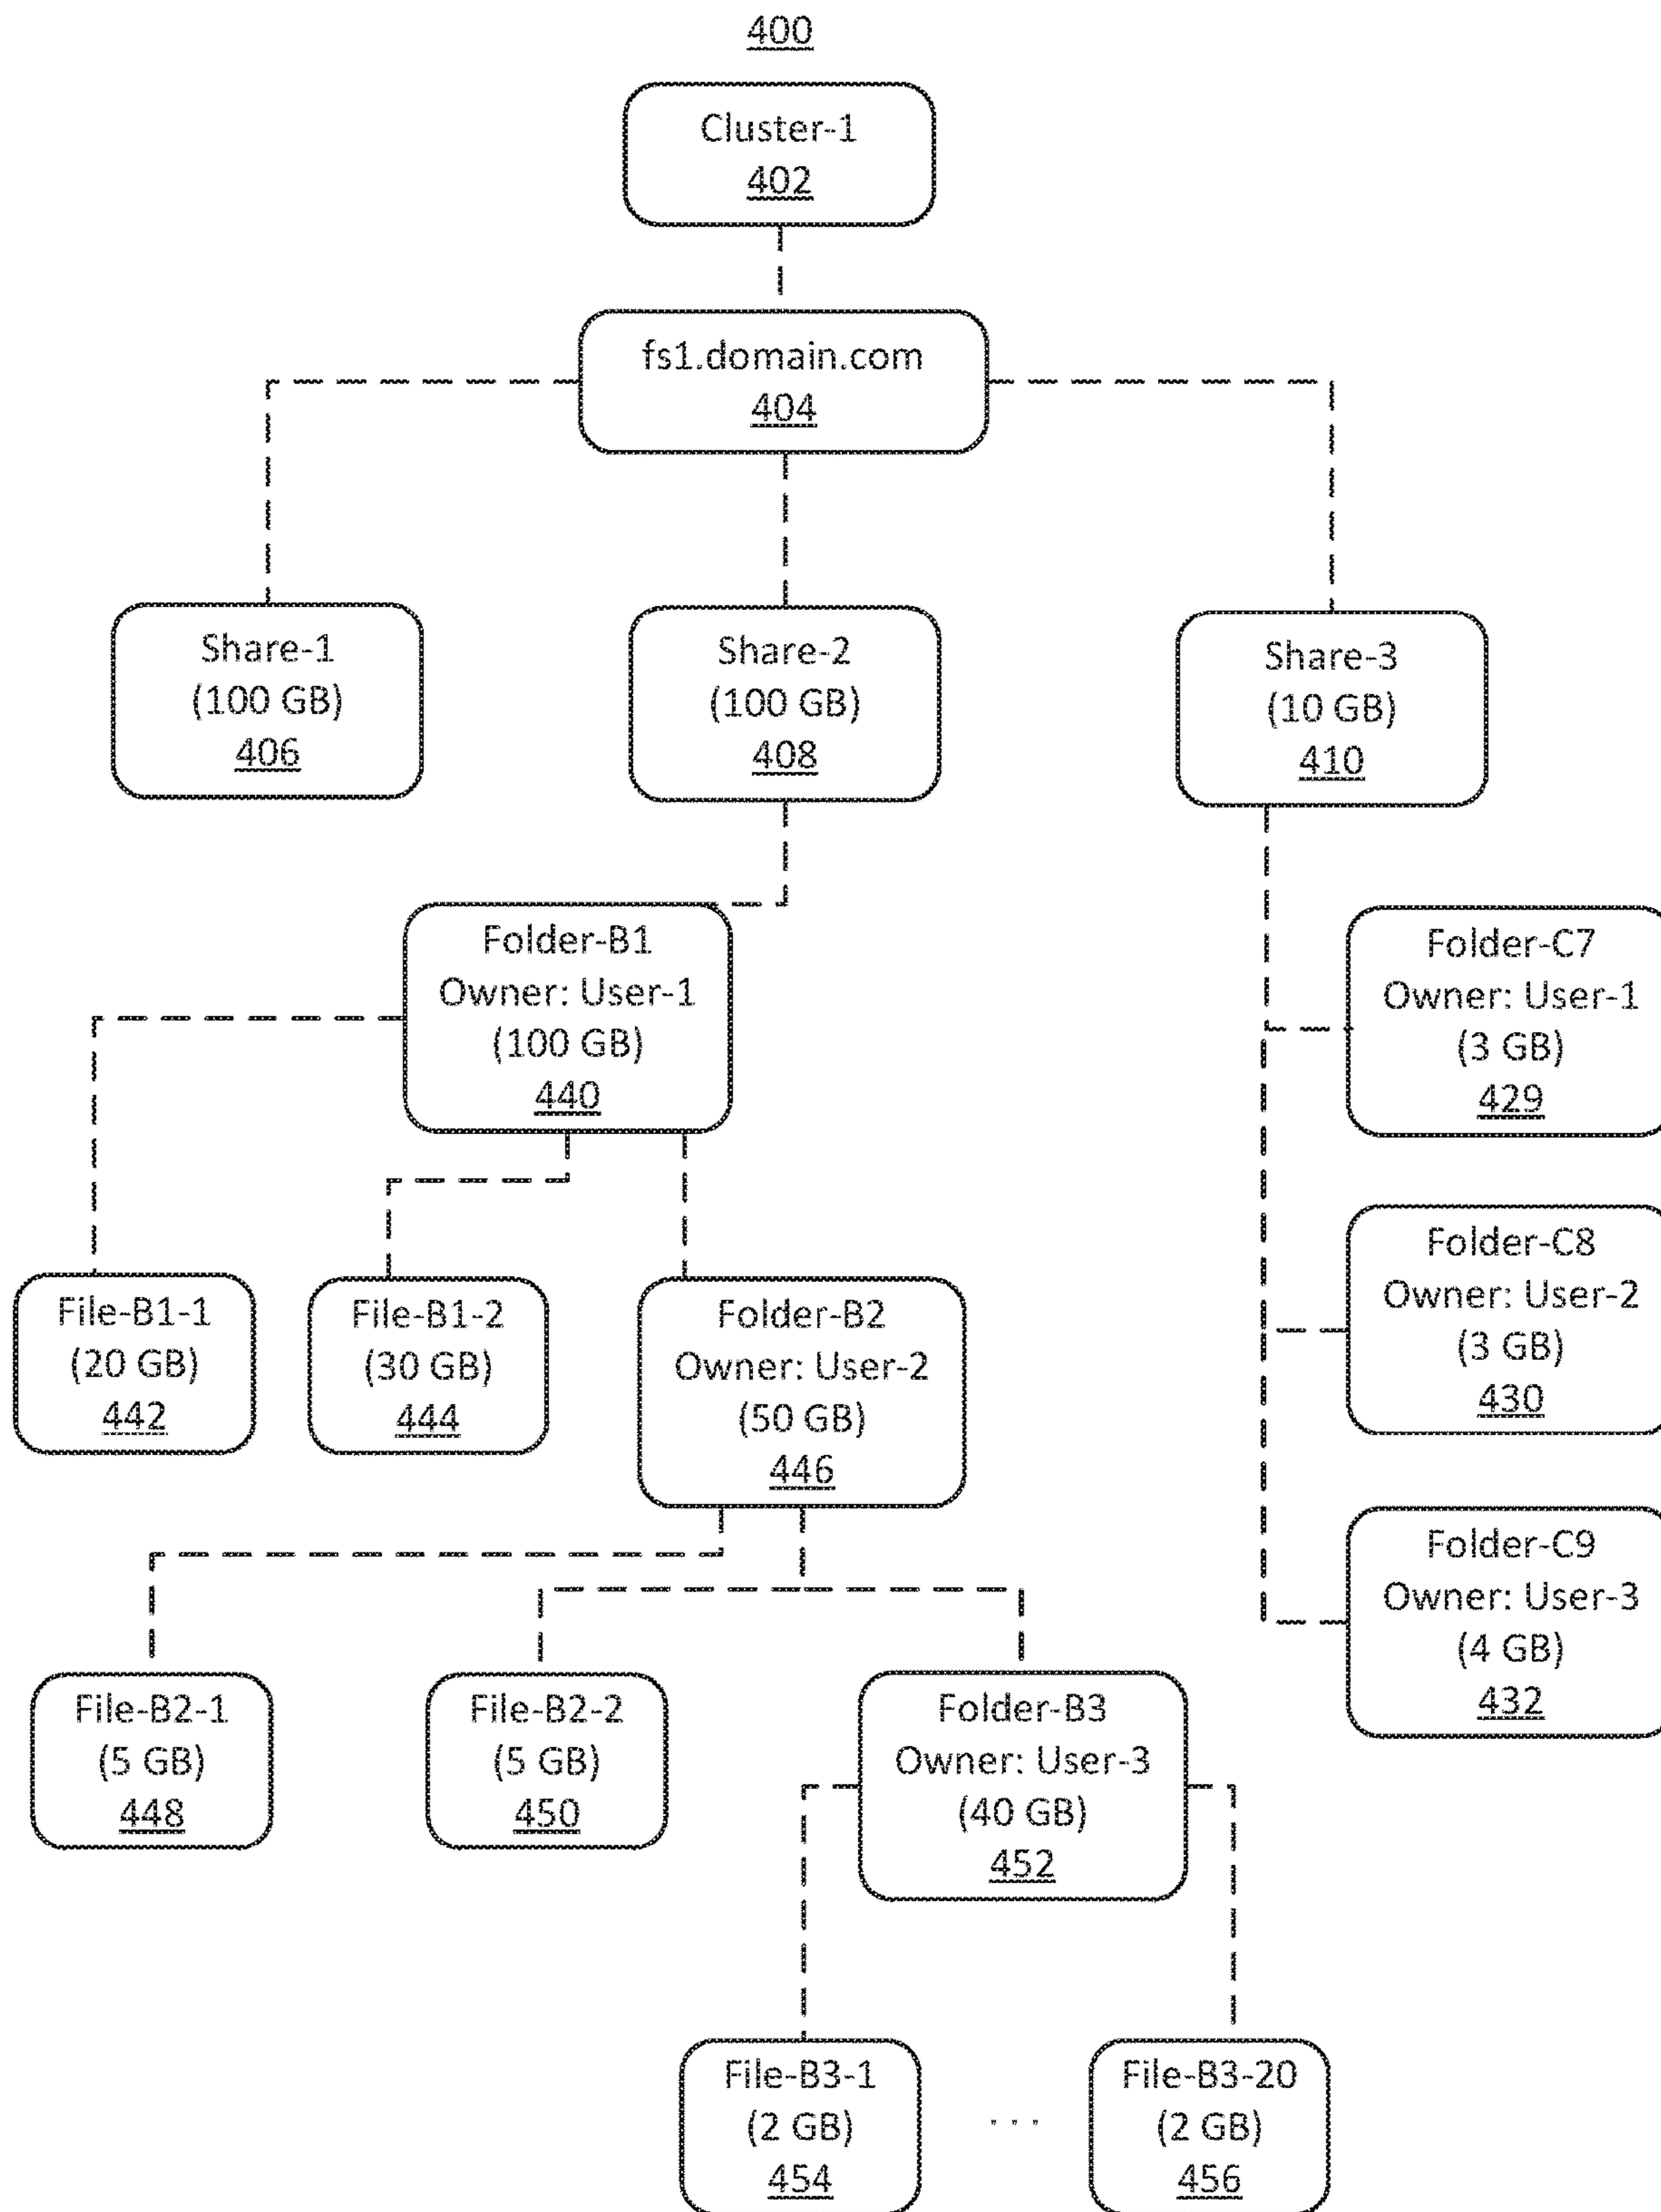 400
Cluster-1
402
fs1.domain.com
404
Share-1
(100 GB)
406
Share-2
(100 GB)
408
Share-3
(10 GB)
410
Folder-B1
Owner: User-1
(100 GB)
440
Folder-C7
Owner: User-1
(3 GB)
429
File-B1-1
(20 GB)
442
File-B1-2
(30 GB)
444
Folder-B2
Owner: User-2
(50 GB)
446
Folder-C8
Owner: User-2
(3 GB)
430
Folder-C9
Owner: User-3
(4 GB)
432
File-B2-1
(5 GB)
448
File-B2-2
(5 GB)
450
Folder-B3
Owner: User-3
(40 GB)
452
File-B3-1
(2 GB)
454
...
File-B3-20
(2 GB)
456